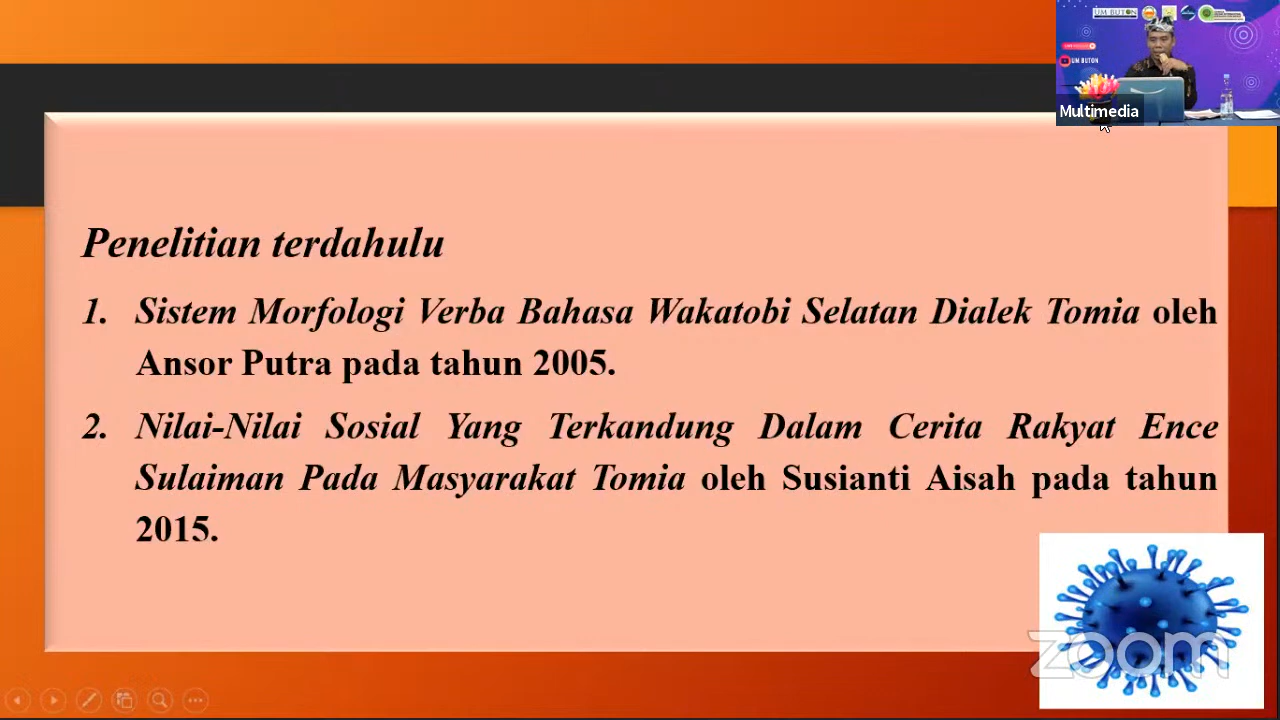 UM BUTON
UM BUTON
Multimedia
Penelitian terdahulu
1. Sistem Morfologi Verba Bahasa Wakatobi Selatan Dialek Tomia oleh
Ansor Putra pada tahun 2005.
2. Nilai-Nilai Sosial Yang Terkandung Dalam Cerita Rakyat Ence
Sulaiman Pada Masyarakat Tomia oleh Susianti Aisah pada tahun
2015.
zoom